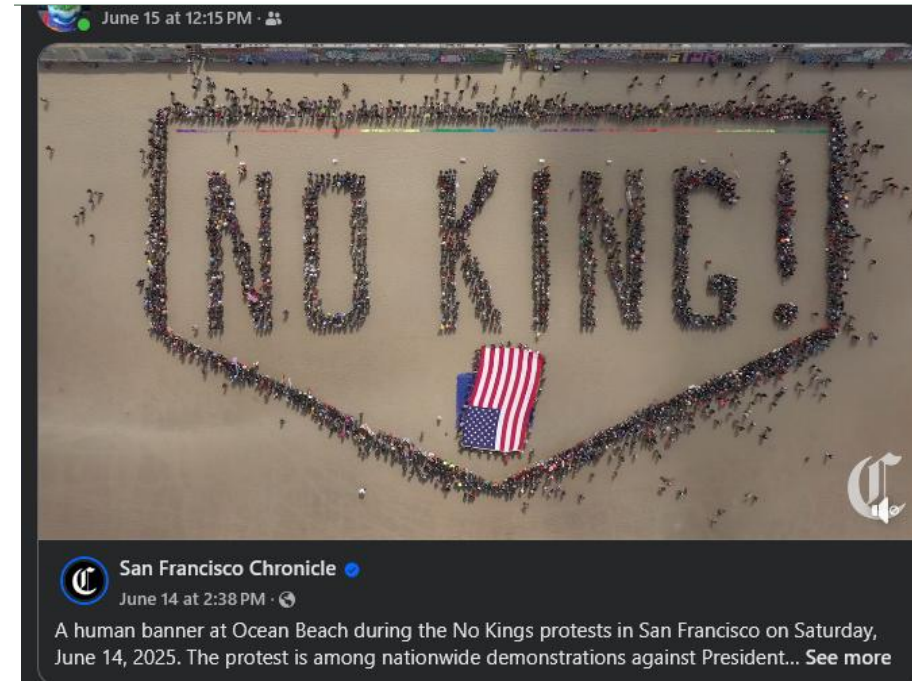 June 15 at 12:15 PM ·
NO KING!
C
San Francisco Chronicle
June 14 at 2:38 PM ·
A human banner at Ocean Beach during the No Kings protests in San Francisco on Saturday,
June 14, 2025. The protest is among nationwide demonstrations against President... See more